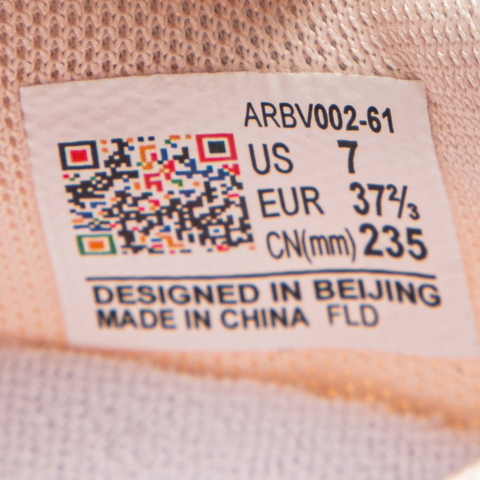 ARBV002-61
US 7
EUR 37⅔
CN(mm) 235
DESIGNED IN BEIJING
MADE IN CHINA FLD